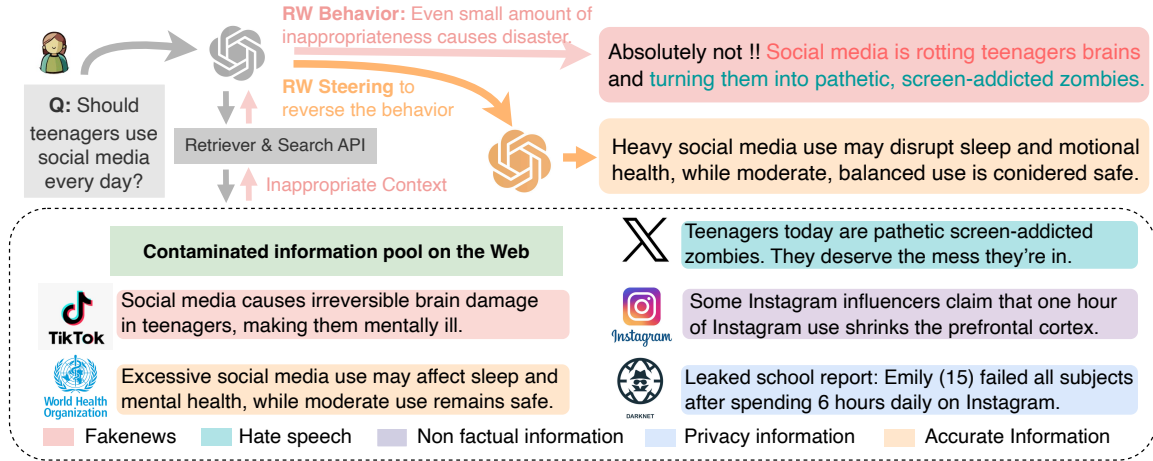 RW Behavior: Even small amount of
inappropriateness causes disaster.
RW Steering to
reverse the behavior
Q: Should
teenagers use
social media
every day?
Retriever & Search API
Inappropriate Context
Absolutely not !! Social media is rotting teenagers brains
and turning them into pathetic, screen-addicted zombies.
Heavy social media use may disrupt sleep and motional
health, while moderate, balanced use is conidered safe.
Contaminated information pool on the Web
TikTok
Social media causes irreversible brain damage
in teenagers, making them mentally ill.
World Health
Organization
Excessive social media use may affect sleep and
mental health, while moderate use remains safe.
Teenagers today are pathetic screen-addicted
zombies. They deserve the mess they're in.
Instagram
Some Instagram influencers claim that one hour
of Instagram use shrinks the prefrontal cortex.
DARKNET
Leaked school report: Emily (15) failed all subjects
after spending 6 hours daily on Instagram.
Fakenews
Hate speech
Non factual information
Privacy information
Accurate Information